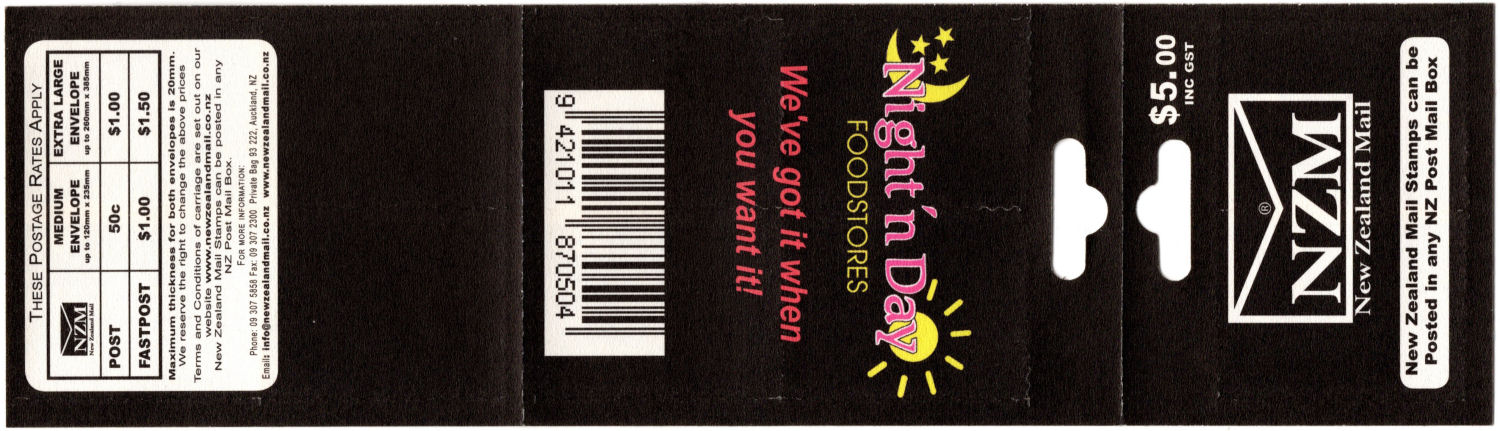 THESE POSTAGE RATES APPLY
NZM
New Zealand Mail
MEDIUM
ENVELOPE
up to 120mm x 235mm
EXTRA LARGE
ENVELOPE
up to 260mm x 385mm
POST 50c $1.00
FASTPOST $1.00 $1.50
Maximum thickness for both envelopes is 20mm.
We reserve the right to change the above prices
Terms and Conditions of carriage are set out on our
website www.newzealandmail.co.nz
New Zealand Mail Stamps can be posted in any
NZ Post Mail Box.
FOR MORE INFORMATION:
Phone: 09 307 5858 Fax: 09 307 2300 Private Bag 93 222, Auckland, NZ
Email: info@newzealandmail.co.nz www.newzealandmail.co.nz
9 421011 870504
We've got it when
you want it!
Night 'n Day
FOODSTORES
$5.00
INC GST
®
NZM
New Zealand Mail
New Zealand Mail Stamps can be
Posted in any NZ Post Mail Box